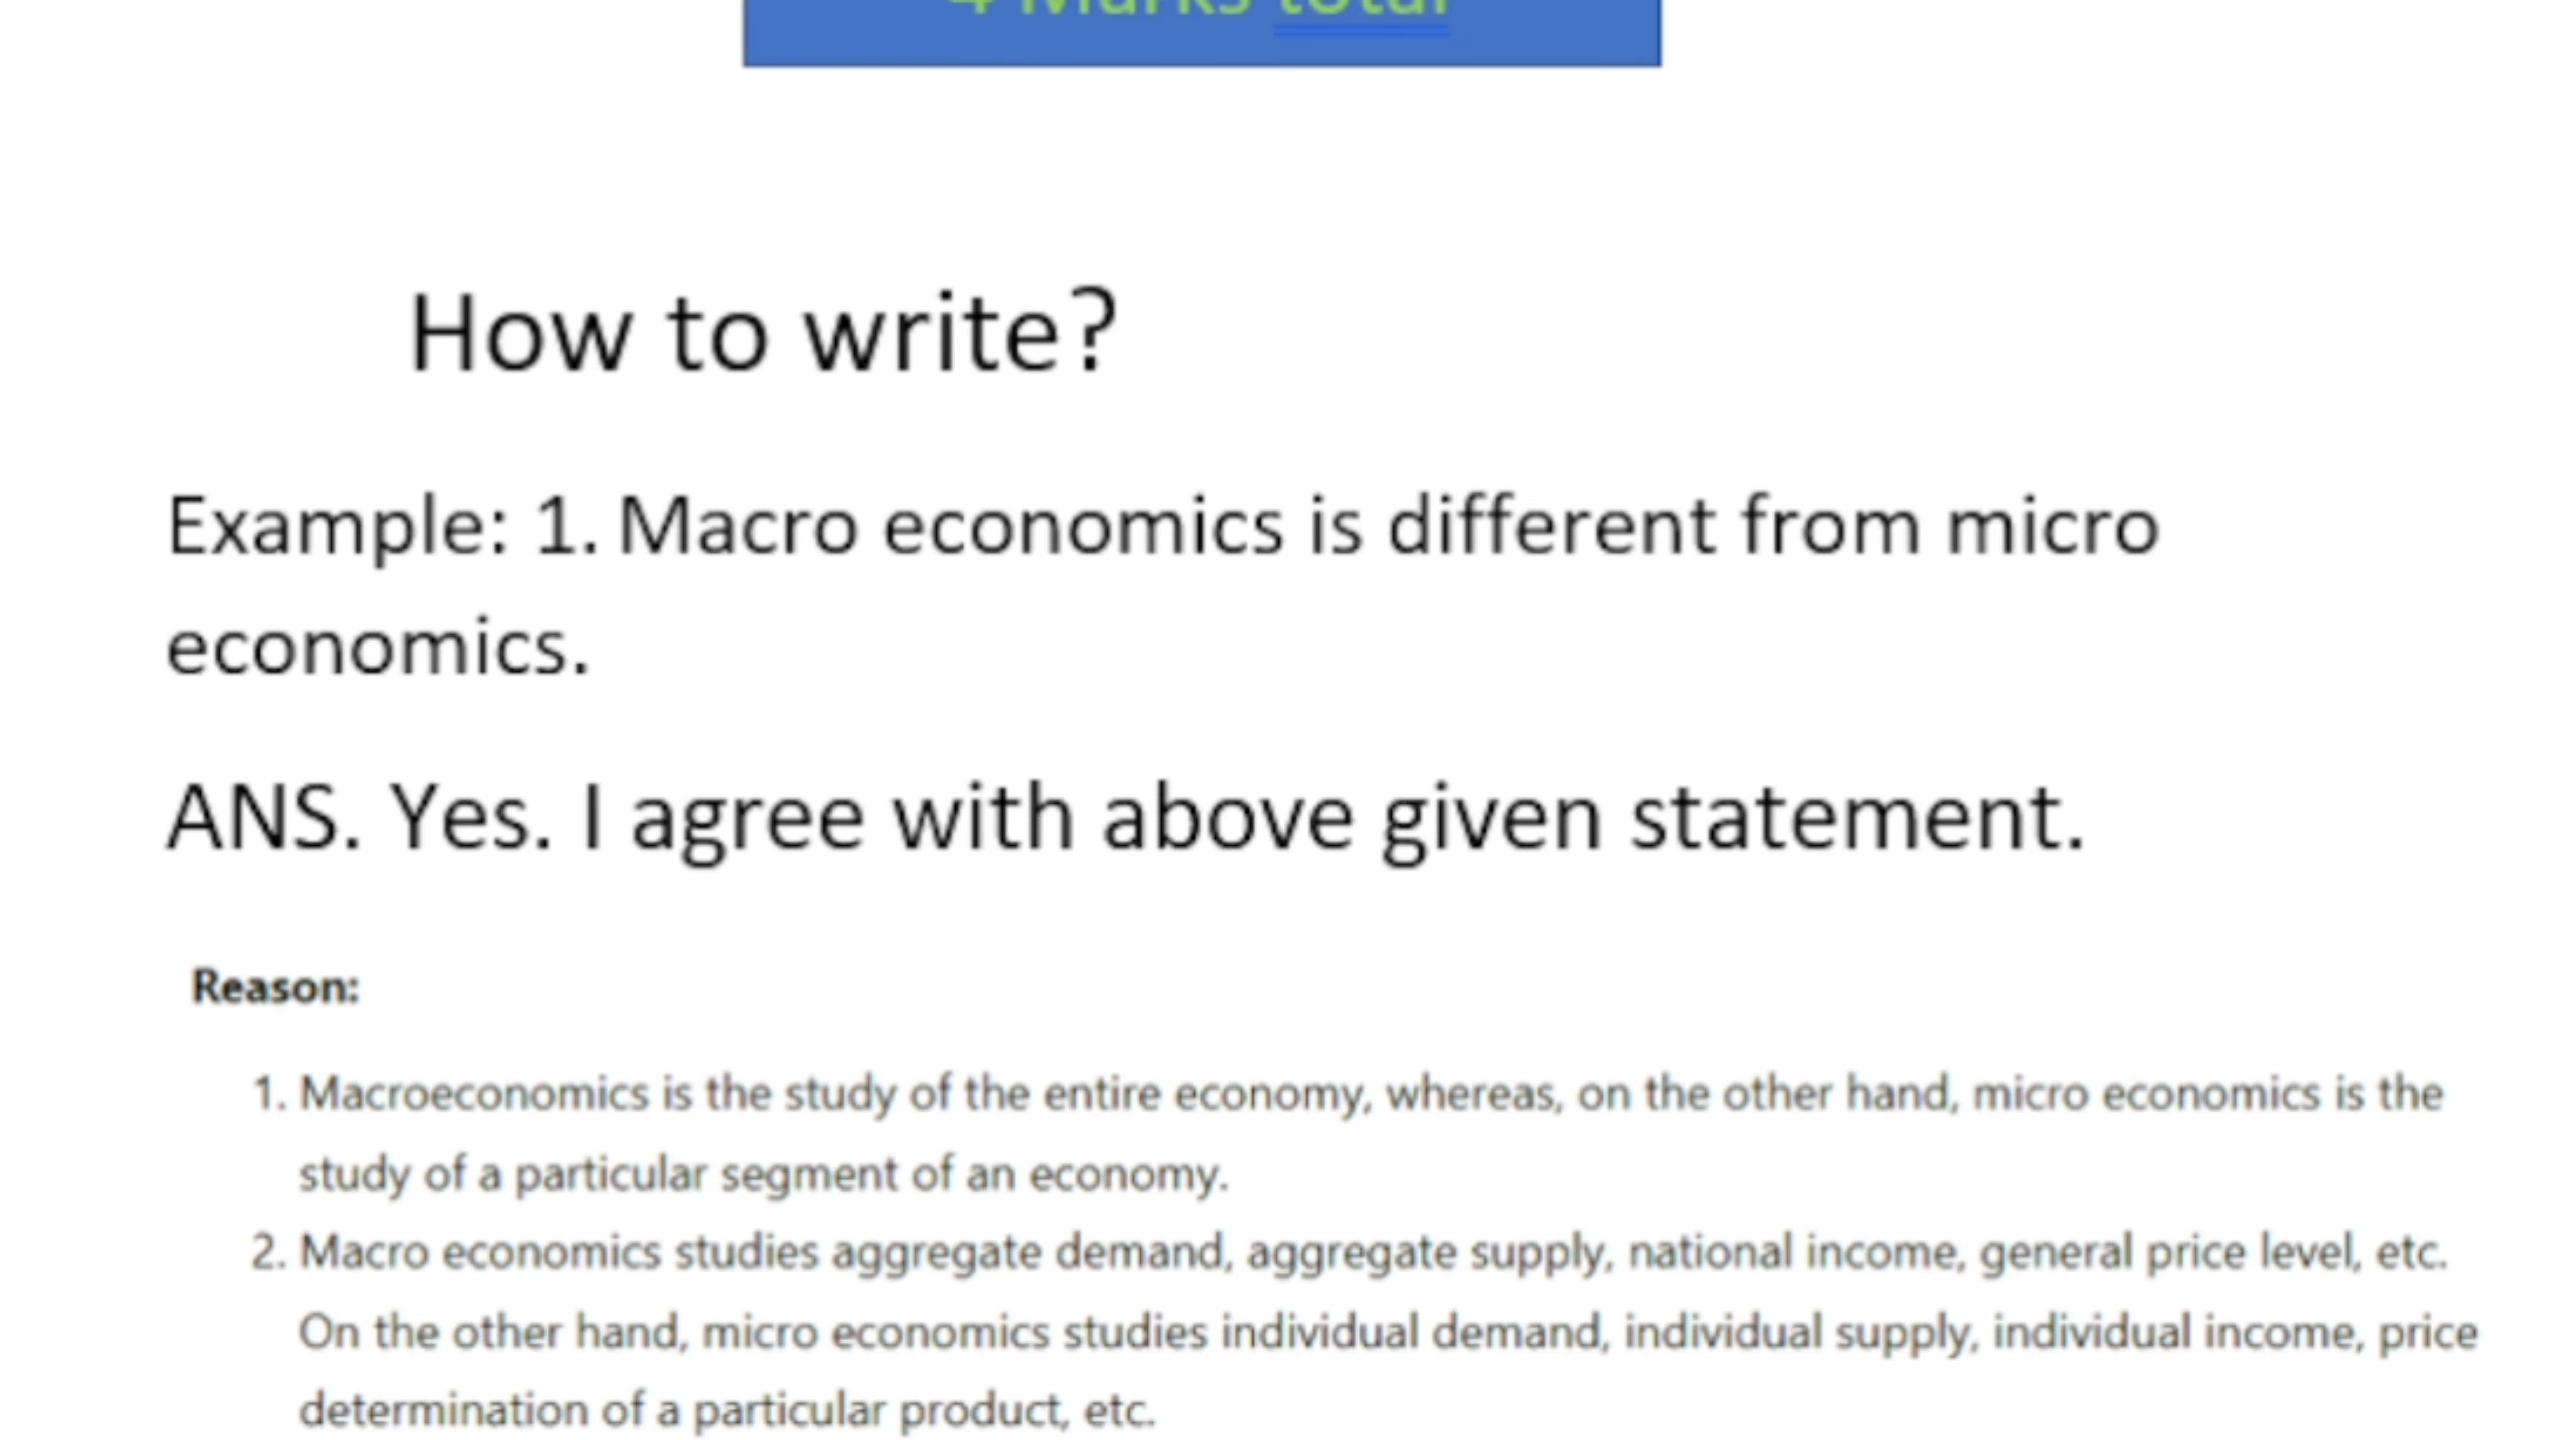 4 Marks total
How to write?
Example: 1. Macro economics is different from micro
economics.
ANS. Yes. I agree with above given statement.
Reason:
1. Macroeconomics is the study of the entire economy, whereas, on the other hand, micro economics is the
study of a particular segment of an economy.
2. Macro economics studies aggregate demand, aggregate supply, national income, general price level, etc.
On the other hand, micro economics studies individual demand, individual supply, individual income, price
determination of a particular product, etc.